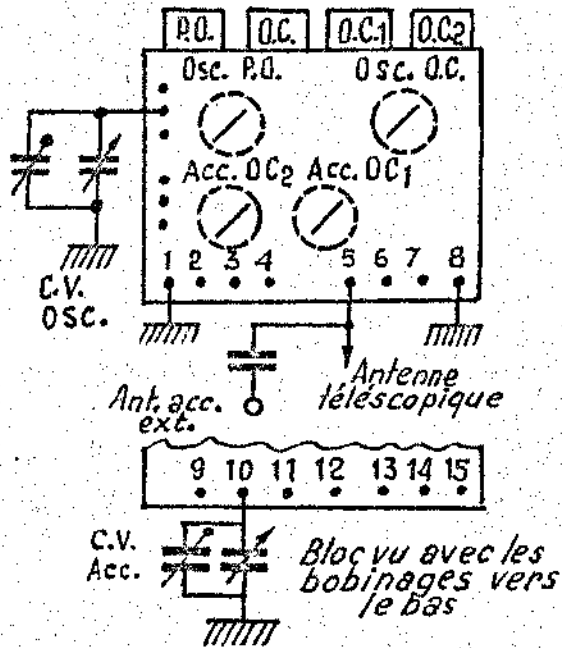 P.O. O.C. O.C.1 O.C2
Osc. P.O. Osc. O.C.
Acc. OC2 Acc. OC1
1 2 3 4 5 6 7 8
C.V.
OSC.
Antenne
téléscopique
Ant. acc.
ext.
9 10 11 12 13 14 15
C.V.
Acc.
Bloc vu avec les
bobinages vers
le bas